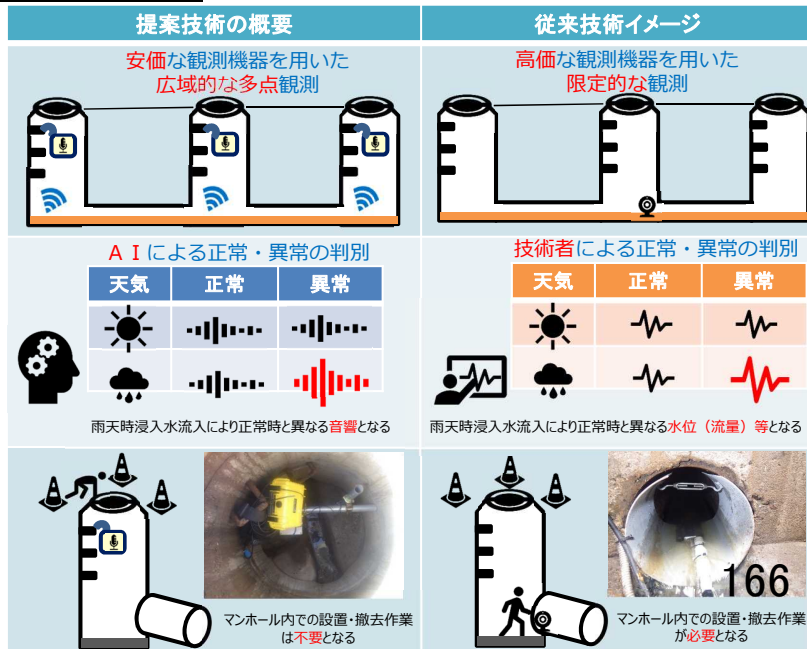 提案技術の概要
従来技術イメージ
安価な観測機器を用いた
広域的な多点観測
高価な観測機器を用いた
限定的な観測
ＡＩによる正常・異常の判別
天気 正常 異常
雨天時浸入水流入により正常時と異なる音響となる
技術者による正常・異常の判別
天気 正常 異常
雨天時浸入水流入により正常時と異なる水位（流量）等となる
マンホール内での設置・撤去作業
は不要となる
166
マンホール内での設置・撤去作業
が必要となる